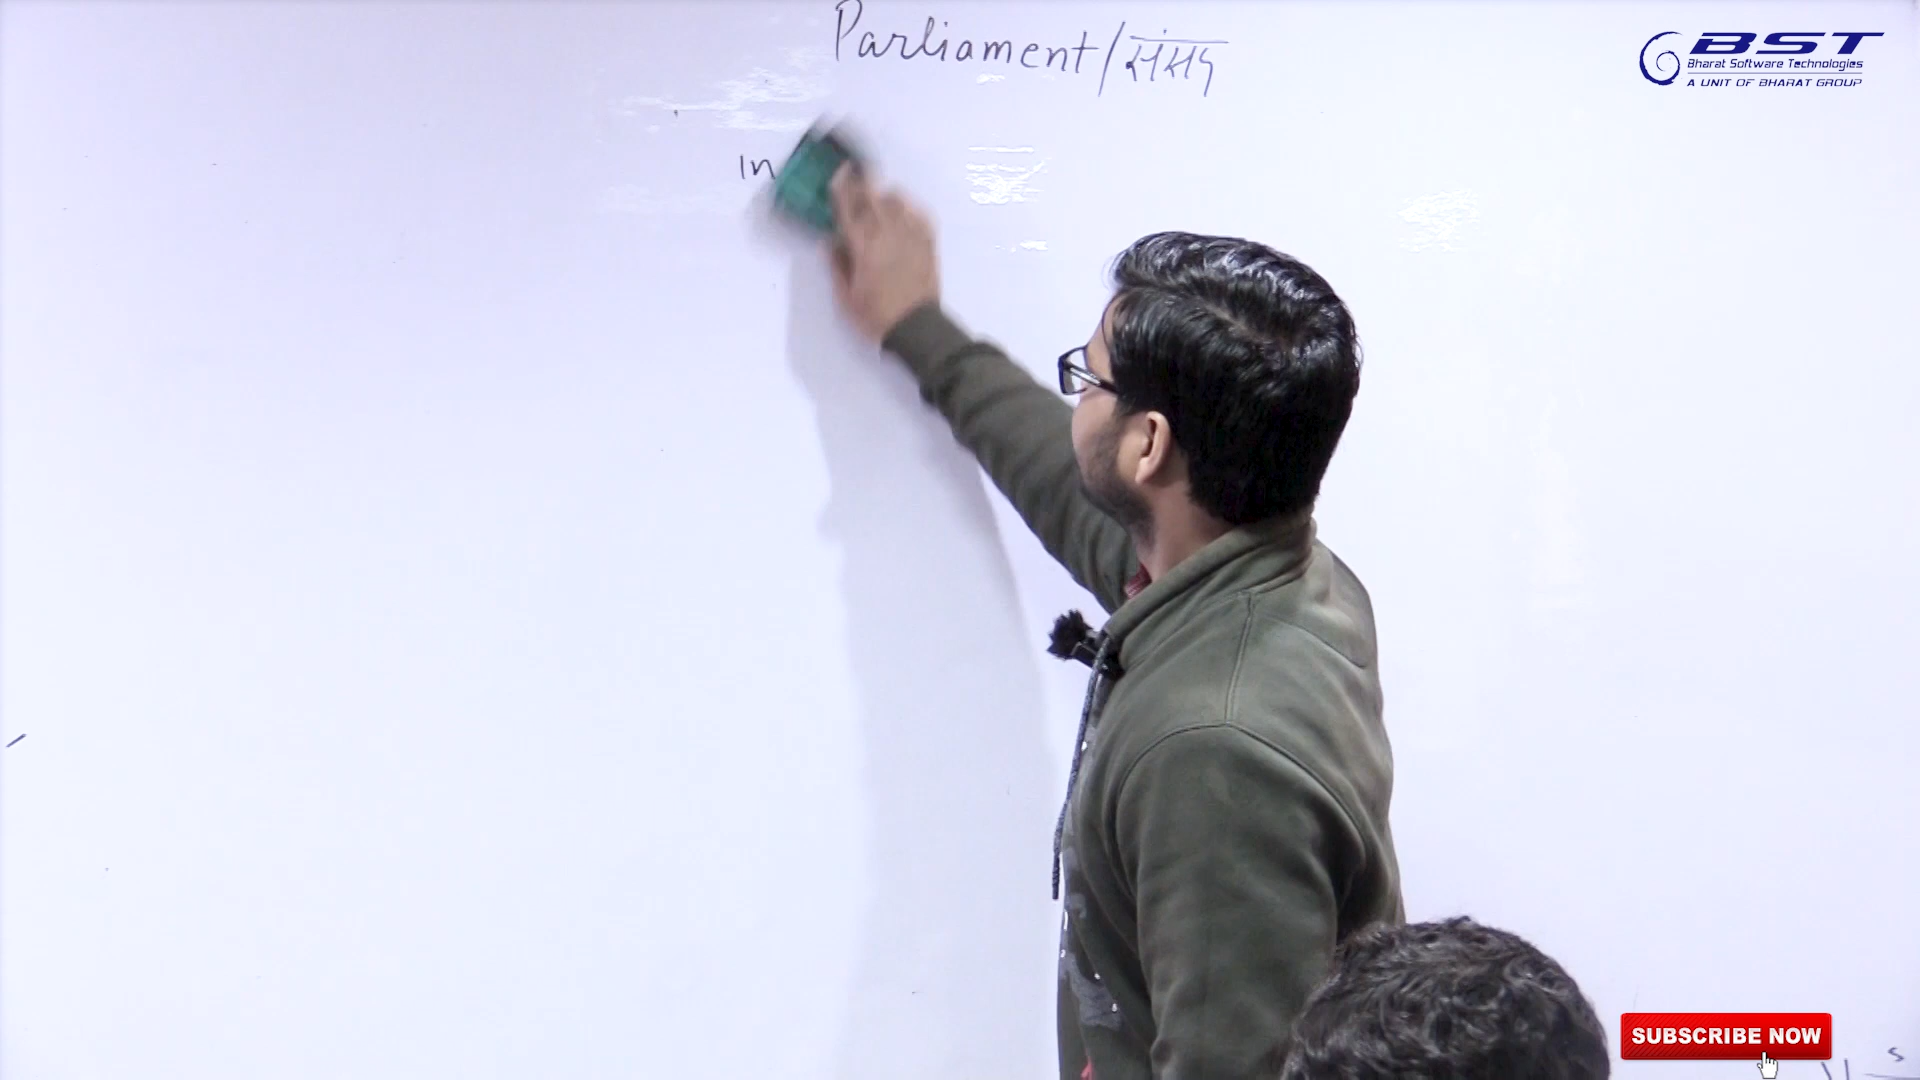 Parliament/संसद
BST
Bharat Software Technologies
A UNIT OF BHARAT GROUP
In
SUBSCRIBE NOW